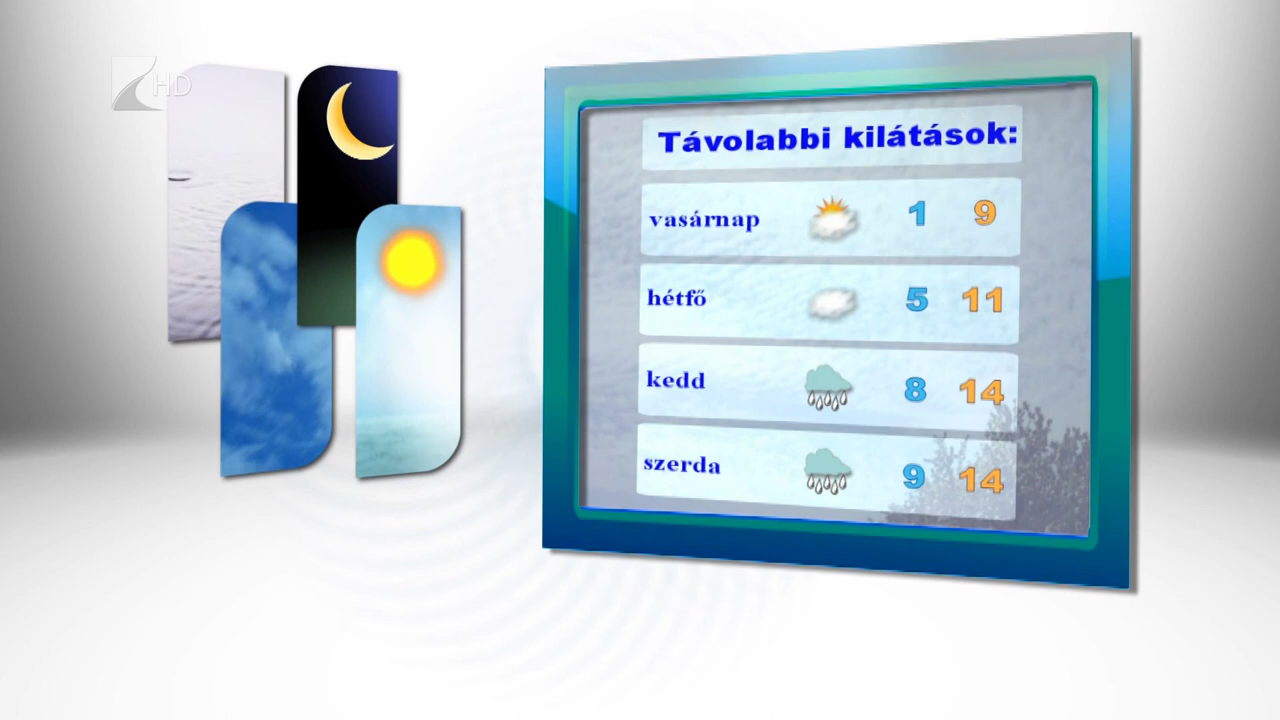 HD
Távolabbi kilátások:
vasárnap 1 9
hétfő 5 11
kedd 8 14
szerda 9 14